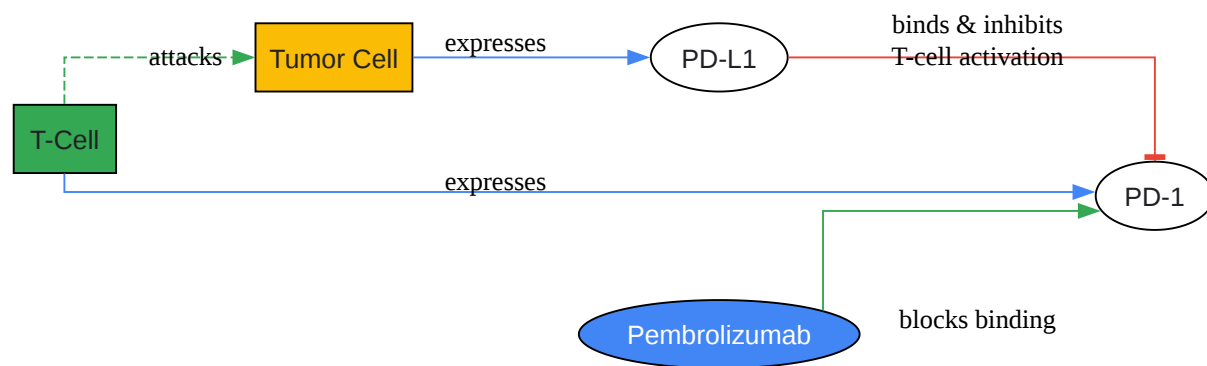 binds & inhibits
T-cell activation
expresses
attacks
Tumor Cell
PD-L1
T-Cell
expresses
PD-1
blocks binding
Pembrolizumab